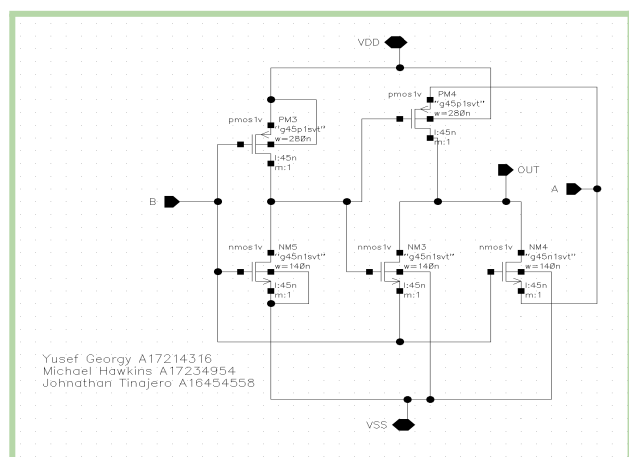 VDD
pmos1v PM4
"g45p1svt"
w=280n
l:45n
m:1
pmos1v PM3
"g45p1svt"
w=280n
l:45n
m:1
OUT
A
B
nmos1v NM5
"g45n1svt"
w=140n
l:45n
m:1
nmos1v NM3
"g45n1svt"
w=140n
l:45n
m:1
nmos1v NM4
"g45n1svt"
w=140n
l:45n
m:1
Yusef Georgy A17214316
Michael Hawkins A17234954
Johnathan Tinajero A16454558
VSS